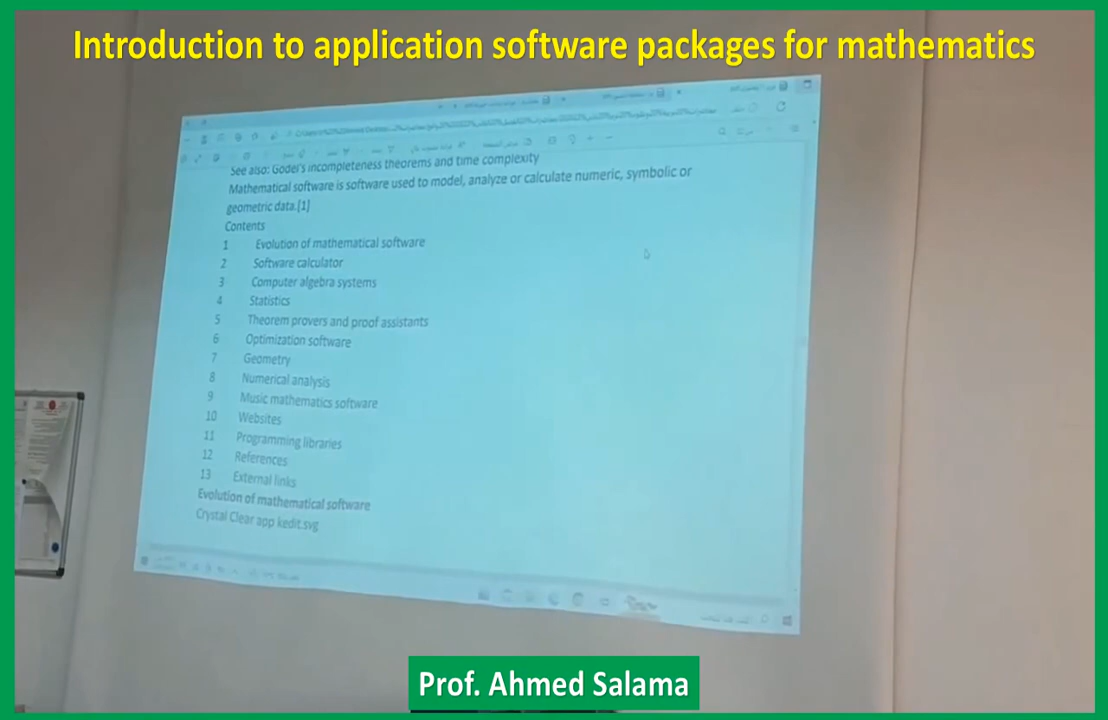 Introduction to application software packages for mathematics
See also: Godel's incompleteness theorems and time complexity
Mathematical software is software used to model, analyze or calculate numeric, symbolic or
geometric data.[1]
Contents
1 Evolution of mathematical software
2 Software calculator
3 Computer algebra systems
4 Statistics
5 Theorem provers and proof assistants
6 Optimization software
7 Geometry
8 Numerical analysis
9 Music mathematics software
10 Websites
11 Programming libraries
12 References
13 External links
Evolution of mathematical software
Crystal Clear app kedit.svg
Prof. Ahmed Salama